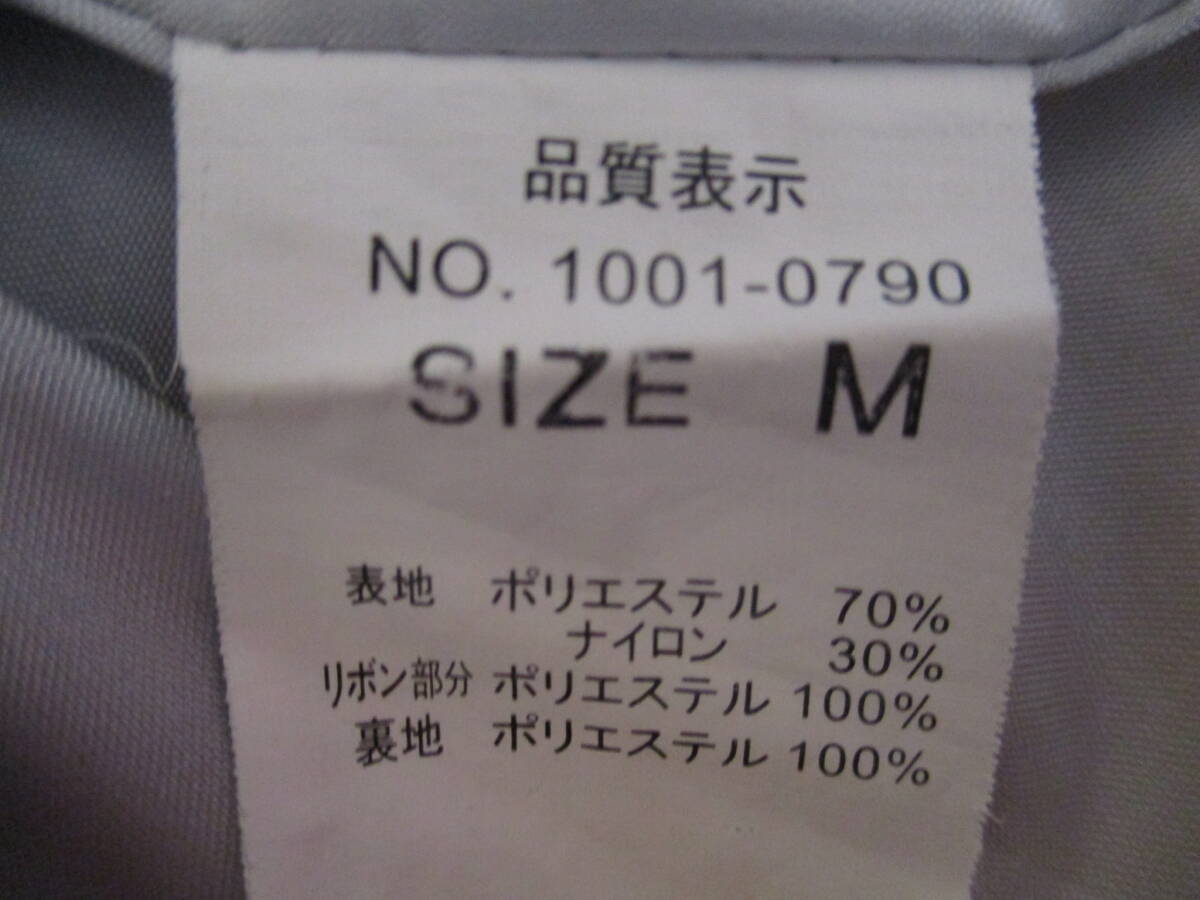 品質表示
NO. 1001-0790
SIZE M
表地 ポリエステル 70%
ナイロン 30%
リボン部分 ポリエステル 100%
裏地 ポリエステル 100%